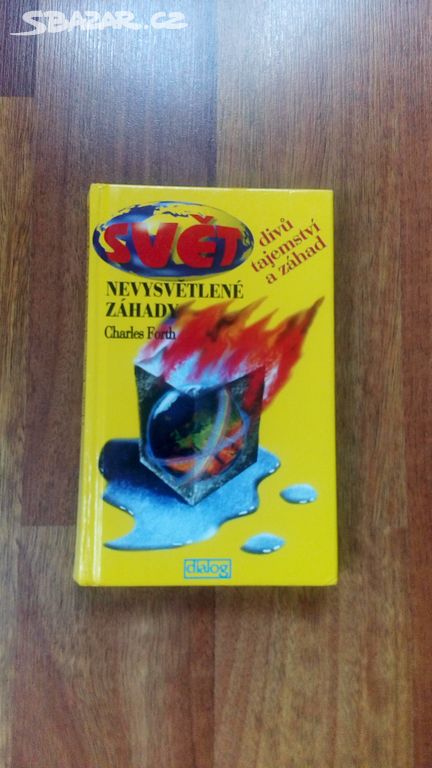 SBAZAR.CZ
SVĚT
divů
tajemství
a záhad
NEVYSVĚTLENÉ
ZÁHADY
Charles Forth
dialog